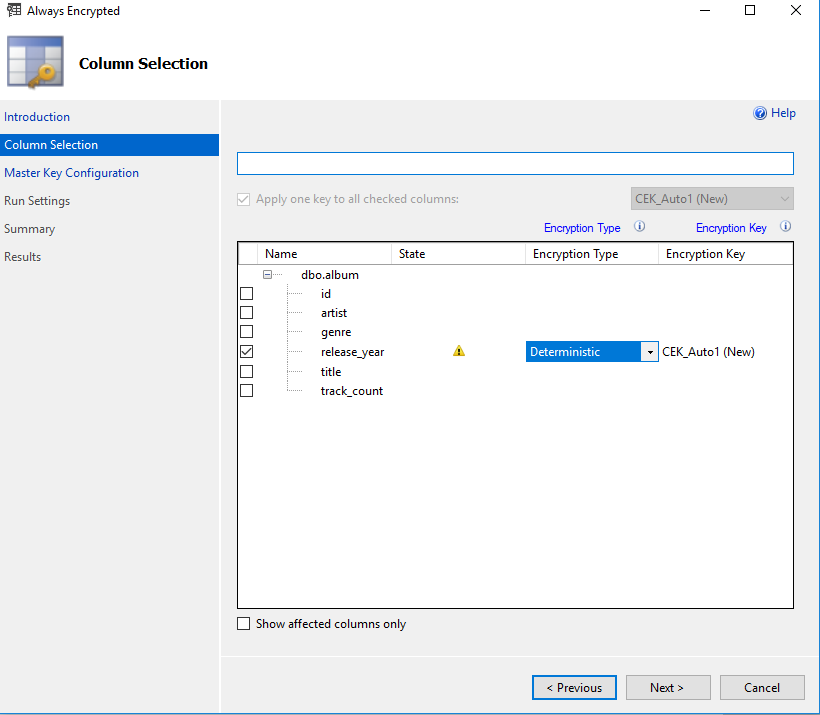 Always Encrypted
Column Selection
Introduction
Column Selection
Master Key Configuration
Run Settings
Summary
Results
Help
Apply one key to all checked columns:
CEK_Auto1 (New)
Encryption Type
Encryption Key
Name State Encryption Type Encryption Key
dbo.album
id
artist
genre
release_year Deterministic CEK_Auto1 (New)
title
track_count
Show affected columns only
< Previous Next > Cancel